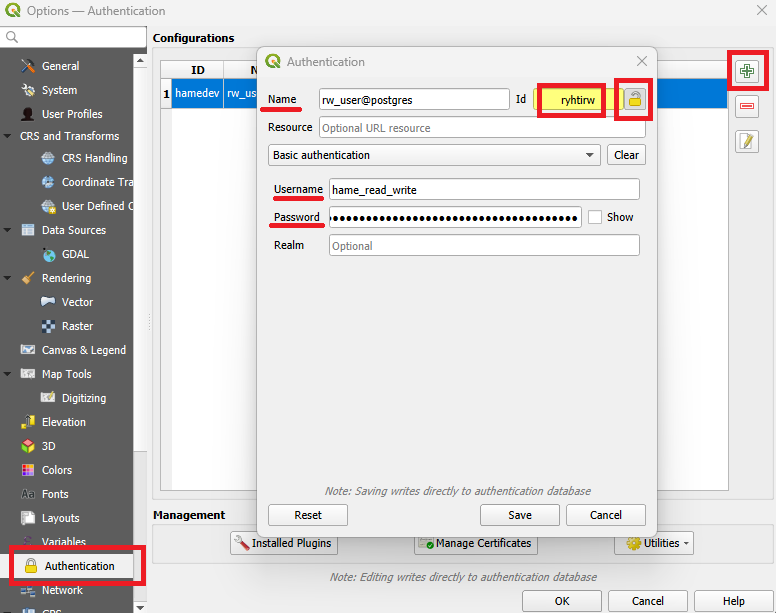 Options — Authentication
General
System
User Profiles
CRS and Transforms
CRS Handling
Coordinate Tra
User Defined C
Data Sources
GDAL
Rendering
Vector
Raster
Canvas & Legend
Map Tools
Digitizing
Elevation
3D
Colors
Fonts
Layouts
Variables
Authentication
Network
GPS
Configurations
ID N
1 hamedev rw_us
Authentication
Name rw_user@postgres Id ryhtirw
Resource Optional URL resource
Basic authentication Clear
Username hame_read_write
Password Show
Realm Optional
Note: Saving writes directly to authentication database
Reset Save Cancel
Management
Installed Plugins Manage Certificates Utilities
Note: Editing writes directly to authentication database
OK Cancel Help